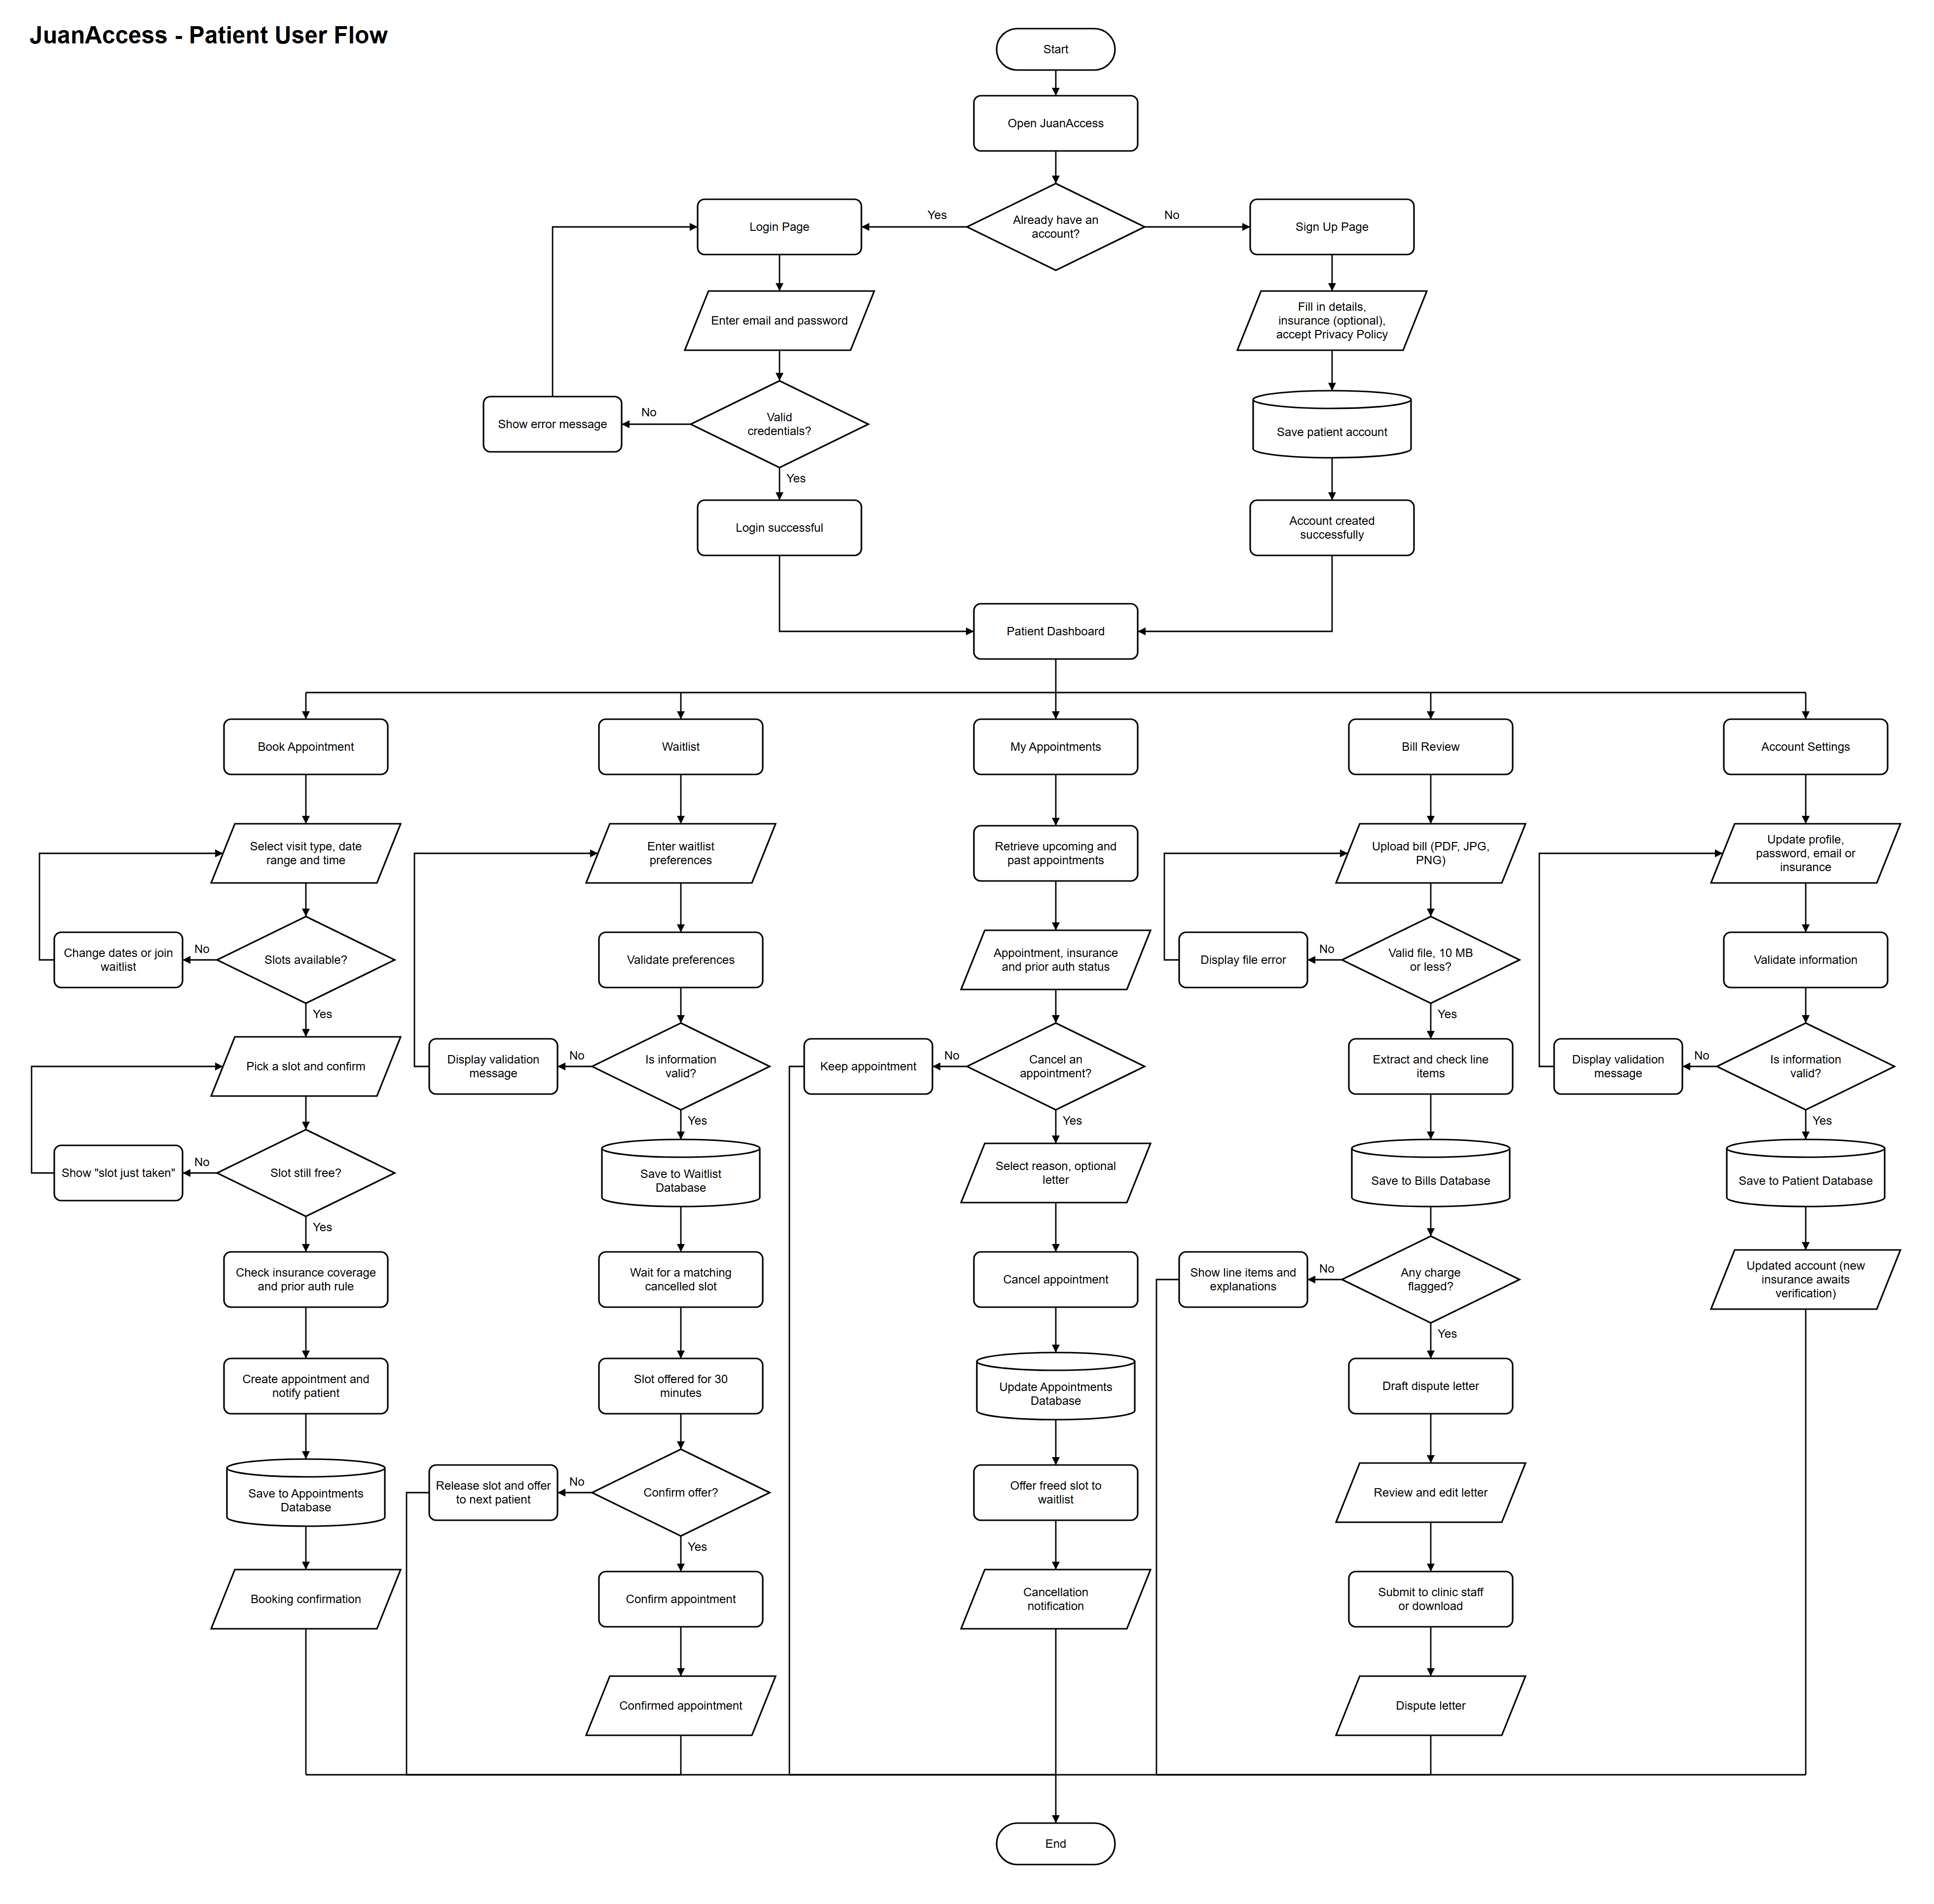 JuanAccess - Patient User Flow
Start
Open JuanAccess
Already have an
account?
Yes
No
Login Page
Sign Up Page
Enter email and password
Fill in details,
insurance (optional),
accept Privacy Policy
Valid
credentials?
No
Show error message
Yes
Save patient account
Login successful
Account created
successfully
Patient Dashboard
Book Appointment
Select visit type, date
range and time
Slots available?
No
Change dates or join
waitlist
Yes
Pick a slot and confirm
Slot still free?
No
Show "slot just taken"
Yes
Check insurance coverage
and prior auth rule
Create appointment and
notify patient
Save to Appointments
Database
Booking confirmation
Waitlist
Enter waitlist
preferences
Validate preferences
Is information
valid?
No
Display validation
message
Yes
Save to Waitlist
Database
Wait for a matching
cancelled slot
Slot offered for 30
minutes
Confirm offer?
No
Release slot and offer
to next patient
Yes
Confirm appointment
Confirmed appointment
My Appointments
Retrieve upcoming and
past appointments
Appointment, insurance
and prior auth status
Cancel an
appointment?
No
Keep appointment
Yes
Select reason, optional
letter
Cancel appointment
Update Appointments
Database
Offer freed slot to
waitlist
Cancellation
notification
Bill Review
Upload bill (PDF, JPG,
PNG)
Valid file, 10 MB
or less?
No
Display file error
Yes
Extract and check line
items
Save to Bills Database
Any charge
flagged?
No
Show line items and
explanations
Yes
Draft dispute letter
Review and edit letter
Submit to clinic staff
or download
Dispute letter
Account Settings
Update profile,
password, email or
insurance
Validate information
Is information
valid?
No
Display validation
message
Yes
Save to Patient Database
Updated account (new
insurance awaits
verification)
End